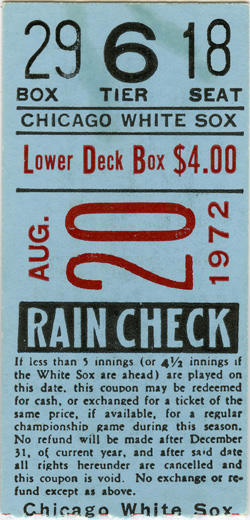 29 6 18
BOX TIER SEAT
CHICAGO WHITE SOX
Lower Deck Box $4.00
AUG. 20 1972
RAIN CHECK
If less than 5 innings (or 4½ innings if
the White Sox are ahead) are played on
this date, this coupon may be redeemed
for cash, or exchanged for a ticket of the
same price, if available, for a regular
championship game during this season.
No refund will be made after December
31, of current year, and after said date
all rights hereunder are cancelled and
this coupon is void. No exchange or re-
fund except as above.
Chicago White Sox